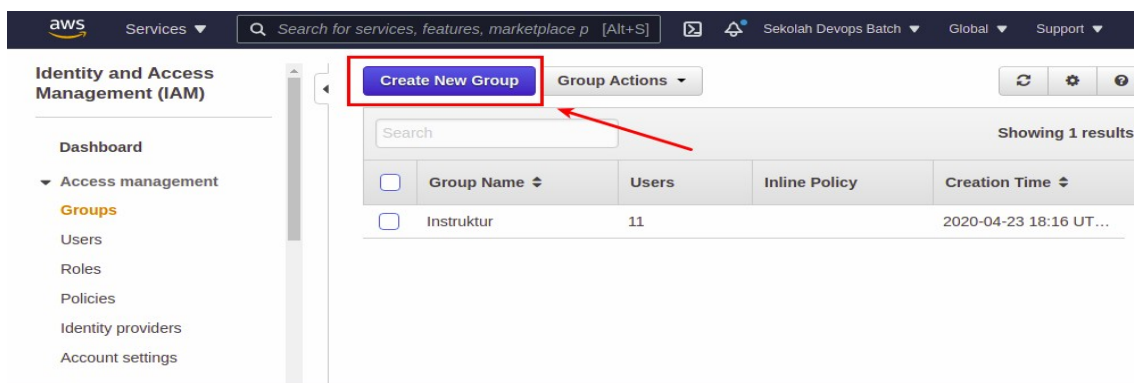 aws Services Search for services, features, marketplace p [Alt+S] Sekolah Devops Batch Global Support
Identity and Access
Management (IAM)
Dashboard
Access management
Groups
Users
Roles
Policies
Identity providers
Account settings
Create New Group Group Actions
Search Showing 1 results
Group Name Users Inline Policy Creation Time
Instruktur 11 2020-04-23 18:16 UT…